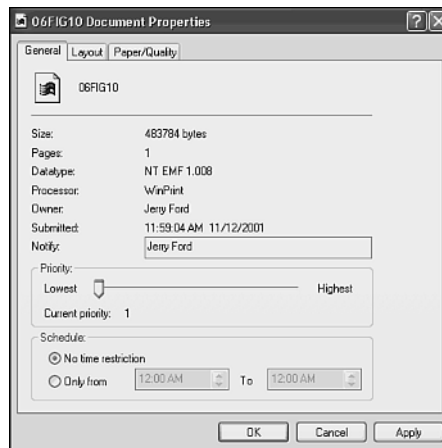 06FIG10 Document Properties
General Layout Paper/Quality
06FIG10
Size: 483784 bytes
Pages: 1
Datatype: NT EMF 1.008
Processor: WinPrint
Owner: Jerry Ford
Submitted: 11:59:04 AM 11/12/2001
Notify: Jerry Ford
Priority:
Lowest Highest
Current priority: 1
Schedule:
No time restriction
Only from 12:00 AM To 12:00 AM
OK Cancel Apply